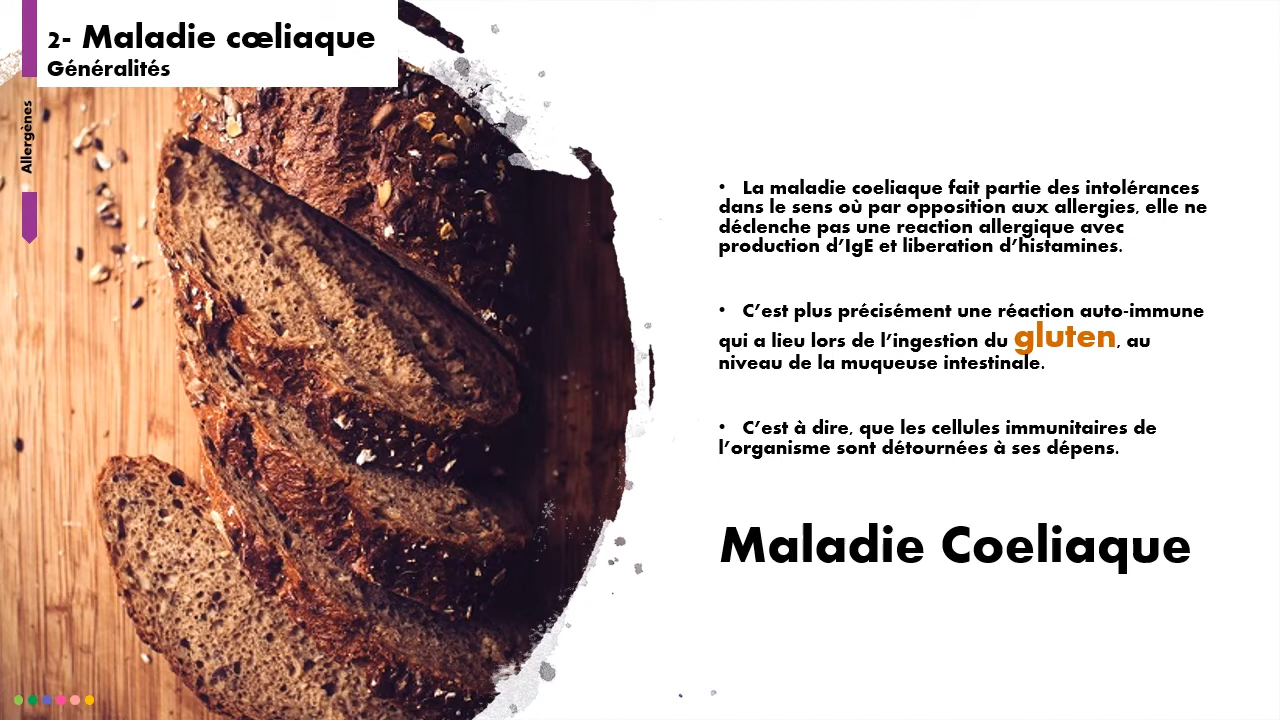 2- Maladie cœliaque
Généralités
Allergènes
• La maladie coeliaque fait partie des intolérances
dans le sens où par opposition aux allergies, elle ne
déclenche pas une reaction allergique avec
production d’IgE et liberation d’histamines.
• C’est plus précisément une réaction auto-immune
qui a lieu lors de l’ingestion du gluten, au
niveau de la muqueuse intestinale.
• C’est à dire, que les cellules immunitaires de
l’organisme sont détournées à ses dépens.
Maladie Coeliaque